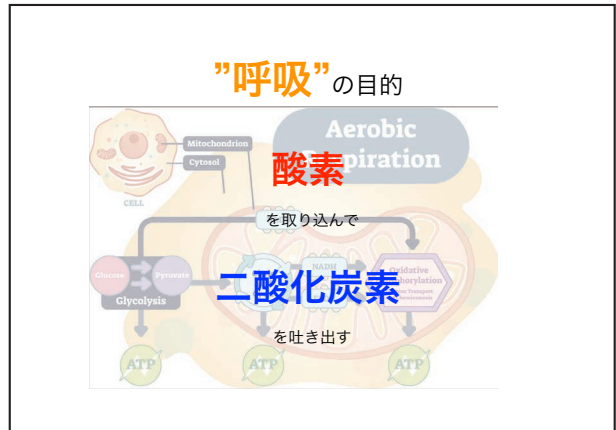 ”呼吸”の目的
Aerobic
Respiration
Mitochondrion
Cytosol
CELL
酸素
を取り込んで
Glucose
Pyruvate
Glycolysis
NADH
Oxidative
二酸化炭素
を吐き出す
ATP
ATP
ATP